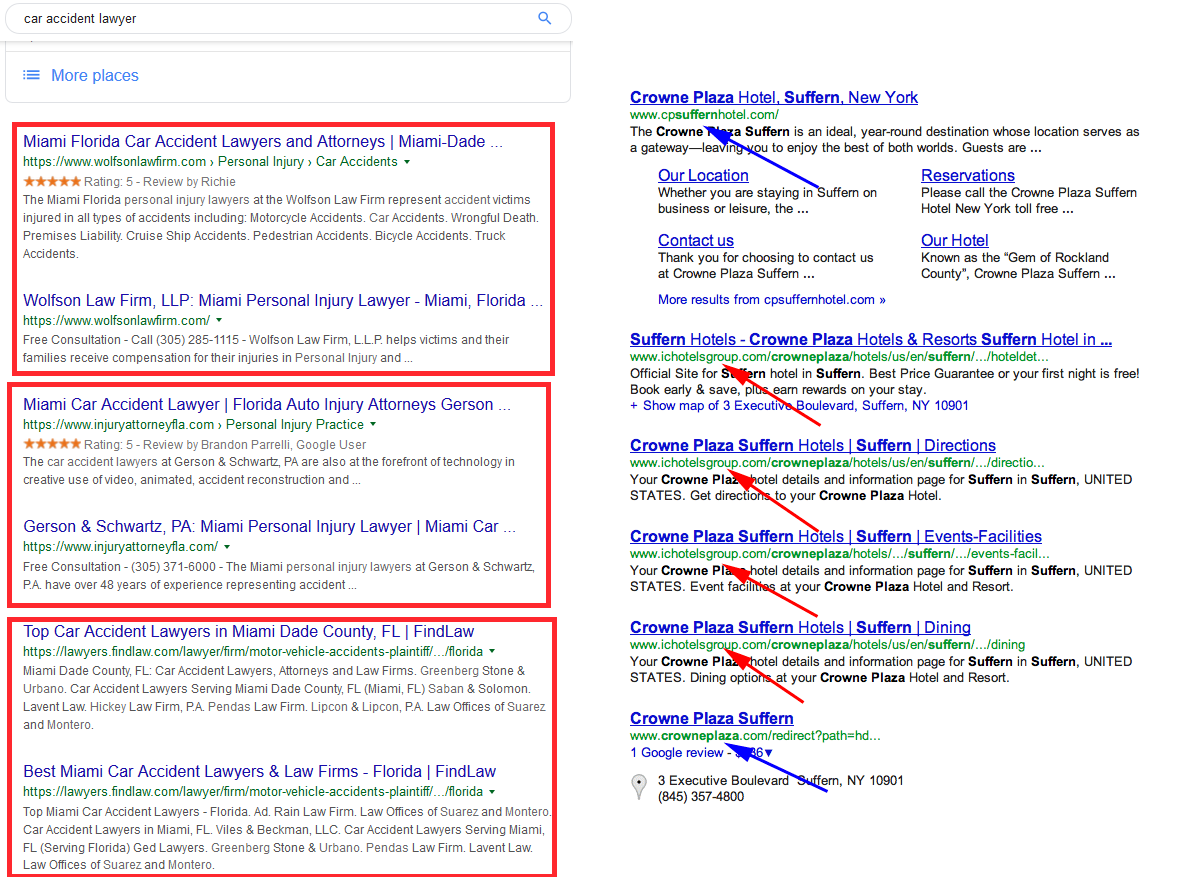 car accident lawyer
More places
Miami Florida Car Accident Lawyers and Attorneys | Miami-Dade ...
https://www.wolfsonlawfirm.com › Personal Injury › Car Accidents
Rating: 5 - Review by Richie
The Miami Florida personal injury lawyers at the Wolfson Law Firm represent accident victims
injured in all types of accidents including: Motorcycle Accidents. Car Accidents. Wrongful Death.
Premises Liability. Cruise Ship Accidents. Pedestrian Accidents. Bicycle Accidents. Truck
Accidents.
Wolfson Law Firm, LLP: Miami Personal Injury Lawyer - Miami, Florida ...
https://www.wolfsonlawfirm.com/
Free Consultation - Call (305) 285-1115 - Wolfson Law Firm, L.L.P. helps victims and their
families receive compensation for their injuries in Personal Injury and ...
Miami Car Accident Lawyer | Florida Auto Injury Attorneys Gerson ...
https://www.injuryattorneyfla.com › Personal Injury Practice
Rating: 5 - Review by Brandon Parrelli, Google User
The car accident lawyers at Gerson & Schwartz, PA are also at the forefront of technology in
creative use of video, animated, accident reconstruction and ...
Gerson & Schwartz, PA: Miami Personal Injury Lawyer | Miami Car ...
https://www.injuryattorneyfla.com/
Free Consultation - (305) 371-6000 - The Miami personal injury lawyers at Gerson & Schwartz,
P.A. have over 48 years of experience representing accident ...
Top Car Accident Lawyers in Miami Dade County, FL | FindLaw
https://lawyers.findlaw.com/lawyer/firm/motor-vehicle-accidents-plaintiff/.../florida
Miami Dade County, FL: Car Accident Lawyers, Attorneys and Law Firms. Greenberg Stone &
Urbano. Car Accident Lawyers Serving Miami Dade County, FL (Miami, FL) Saban & Solomon.
Lavent Law. Hickey Law Firm, P.A. Pendas Law Firm. Lipcon & Lipcon, P.A. Law Offices of Suarez
and Montero.
Best Miami Car Accident Lawyers & Law Firms - Florida | FindLaw
https://lawyers.findlaw.com/lawyer/firm/motor-vehicle-accidents-plaintiff/.../florida
Top Miami Car Accident Lawyers - Florida. Ad. Rain Law Firm. Law Offices of Suarez and Montero.
Car Accident Lawyers in Miami, FL. Viles & Beckman, LLC. Car Accident Lawyers Serving Miami,
FL (Serving Florida) Ged Lawyers. Greenberg Stone & Urbano. Pendas Law Firm. Lavent Law.
Law Offices of Suarez and Montero.
Crowne Plaza Hotel, Suffern, New York
www.cpsuffernhotel.com/
The Crowne Plaza Suffern is an ideal, year-round destination whose location serves as
a gateway—leaving you to enjoy the best of both worlds. Guests are ...
Our Location
Whether you are staying in Suffern on
business or leisure, the ...
Reservations
Please call the Crowne Plaza Suffern
Hotel New York toll free ...
Contact us
Thank you for choosing to contact us
at Crowne Plaza Suffern ...
Our Hotel
Known as the “Gem of Rockland
County”, Crowne Plaza Suffern ...
More results from cpsuffernhotel.com »
Suffern Hotels - Crowne Plaza Hotels & Resorts Suffern Hotel in ...
www.ichotelsgroup.com/crowneplaza/hotels/us/en/suffern/.../hoteldet...
Official Site for Suffern hotel in Suffern. Best Price Guarantee or your first night is free!
Book early & save, plus earn rewards on your stay.
+ Show map of 3 Executive Boulevard, Suffern, NY 10901
Crowne Plaza Suffern Hotels | Suffern | Directions
www.ichotelsgroup.com/crowneplaza/hotels/us/en/suffern/.../directio...
Your Crowne Plaza hotel details and information page for Suffern in Suffern, UNITED
STATES. Get directions to your Crowne Plaza Hotel.
Crowne Plaza Suffern Hotels | Suffern | Events-Facilities
www.ichotelsgroup.com/crowneplaza/hotels/.../suffern/.../events-facil...
Your Crowne Plaza hotel details and information page for Suffern in Suffern, UNITED
STATES. Event facilities at your Crowne Plaza Hotel and Resort.
Crowne Plaza Suffern Hotels | Suffern | Dining
www.ichotelsgroup.com/crowneplaza/hotels/us/en/suffern/.../dining
Your Crowne Plaza hotel details and information page for Suffern in Suffern, UNITED
STATES. Dining options at your Crowne Plaza Hotel and Resort.
Crowne Plaza Suffern
www.crowneplaza.com/redirect?path=hd...
1 Google review -
3 Executive Boulevard Suffern, NY 10901
(845) 357-4800